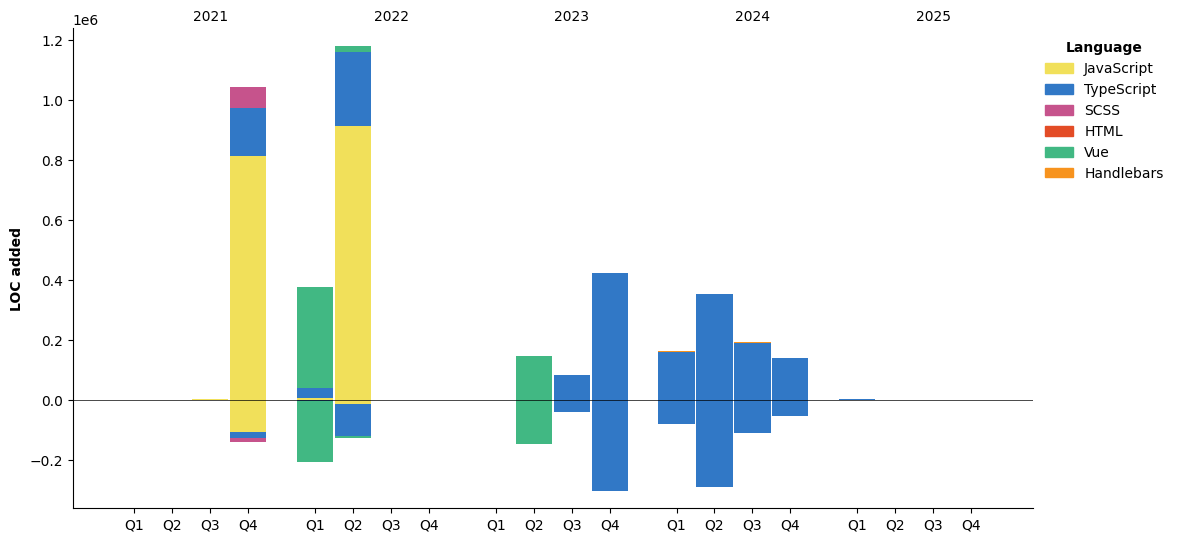 1e6
2021 2022 2023 2024 2025
1.2
1.0
0.8
0.6
0.4
0.2
0.0
−0.2
LOC added
Q1 Q2 Q3 Q4 Q1 Q2 Q3 Q4 Q1 Q2 Q3 Q4 Q1 Q2 Q3 Q4 Q1 Q2 Q3 Q4
Language
JavaScript
TypeScript
SCSS
HTML
Vue
Handlebars